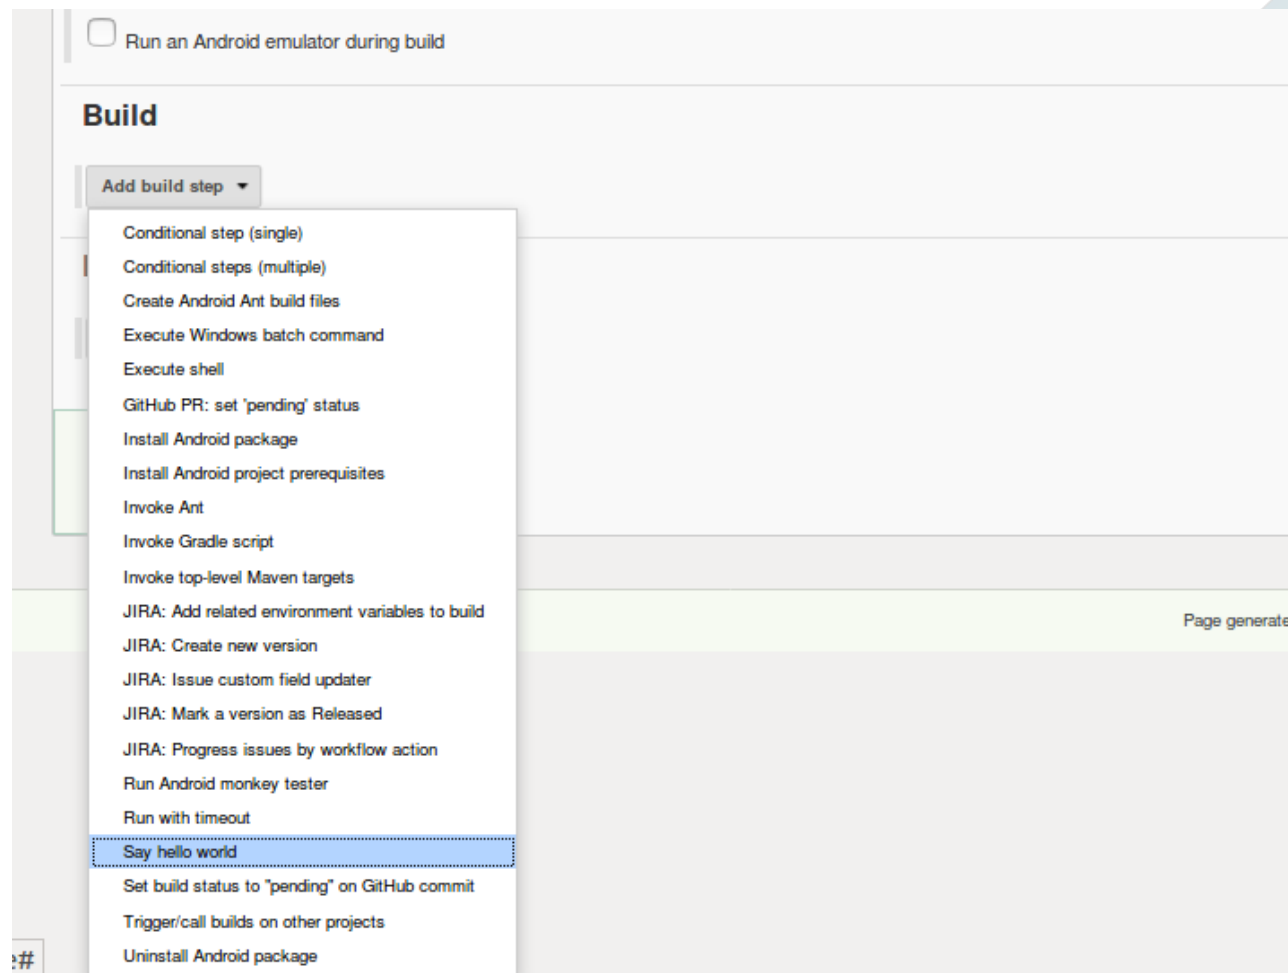 Run an Android emulator during build
Build
Add build step
Conditional step (single)
Conditional steps (multiple)
Create Android Ant build files
Execute Windows batch command
Execute shell
GitHub PR: set 'pending' status
Install Android package
Install Android project prerequisites
Invoke Ant
Invoke Gradle script
Invoke top-level Maven targets
JIRA: Add related environment variables to build
Page generate
JIRA: Create new version
JIRA: Issue custom field updater
JIRA: Mark a version as Released
JIRA: Progress issues by workflow action
Run Android monkey tester
Run with timeout
Say hello world
Set build status to "pending" on GitHub commit
Trigger/call builds on other projects
Uninstall Android package
e#